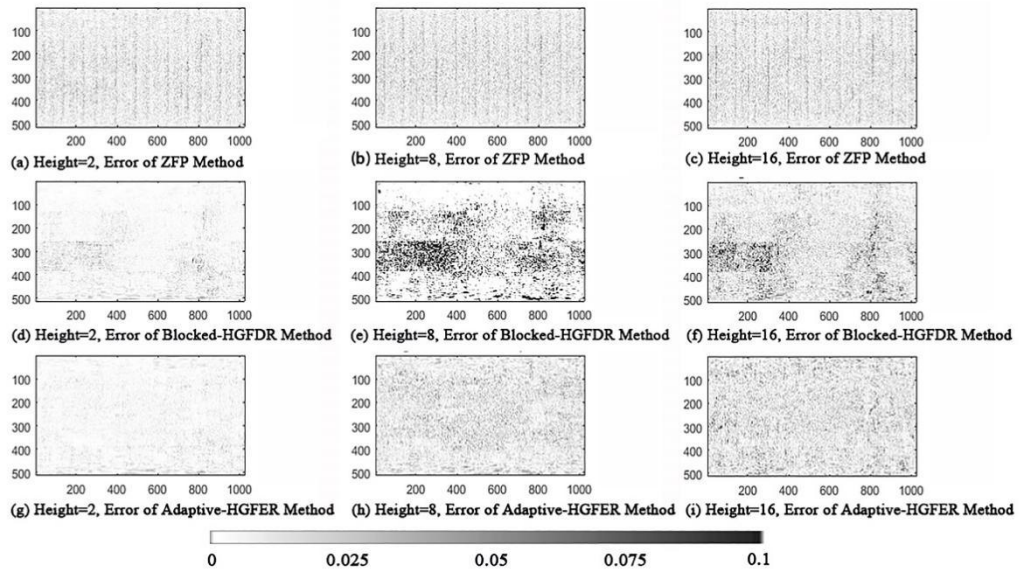 100
200
300
400
500
200 400 600 800 1000
(a) Height=2, Error of ZFP Method
100
200
300
400
500
200 400 600 800 1000
(b) Height=8, Error of ZFP Method
100
200
300
400
500
200 400 600 800 1000
(c) Height=16, Error of ZFP Method
100
200
300
400
500
200 400 600 800 1000
(d) Height=2, Error of Blocked-HGFDR Method
100
200
300
400
500
200 400 600 800 1000
(e) Height=8, Error of Blocked-HGFDR Method
100
200
300
400
500
200 400 600 800 1000
(f) Height=16, Error of Blocked-HGFDR Method
100
200
300
400
500
200 400 600 800 1000
(g) Height=2, Error of Adaptive-HGFER Method
100
200
300
400
500
200 400 600 800 1000
(h) Height=8, Error of Adaptive-HGFER Method
100
200
300
400
500
200 400 600 800 1000
(i) Height=16, Error of Adaptive-HGFER Method
0 0.025 0.05 0.075 0.1